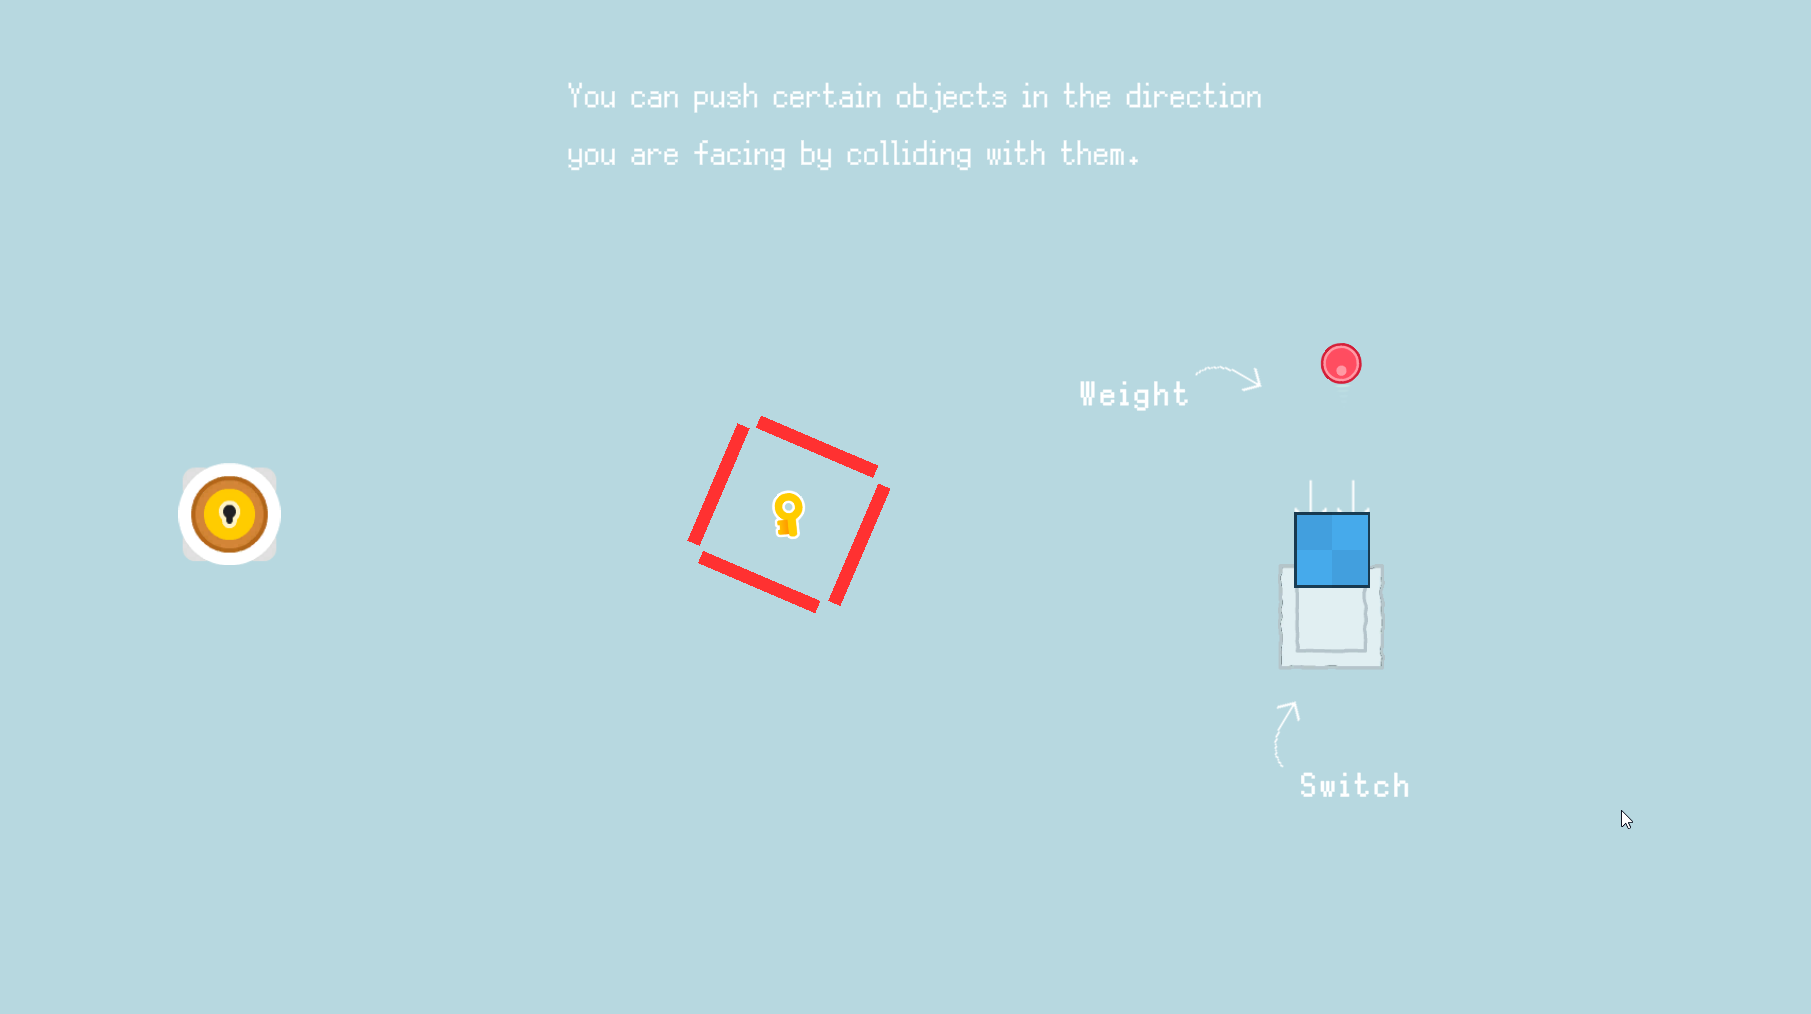 You can push certain objects in the direction
you are facing by colliding with them.
Weight
Switch